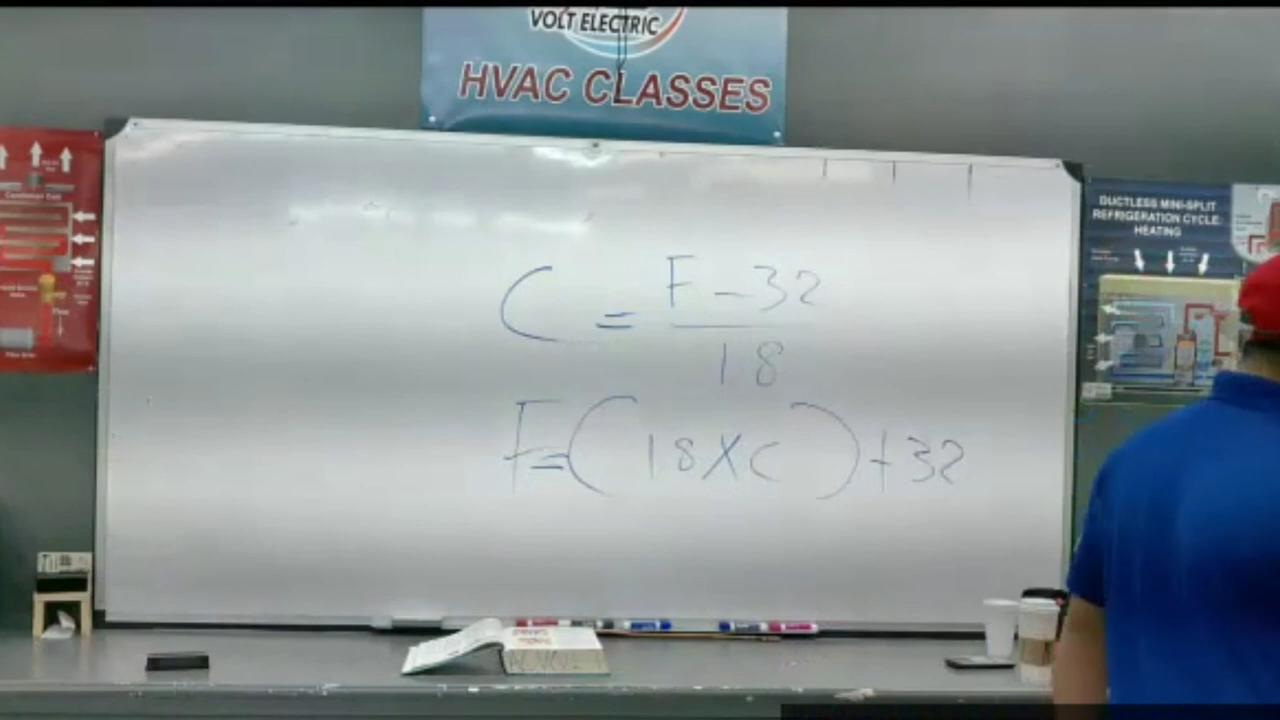 VOLT ELECTRIC
HVAC CLASSES
DUCTLESS MINI-SPLIT
REFRIGERATION CYCLE:
HEATING
C = F - 32
18
F = (18 X C) + 32